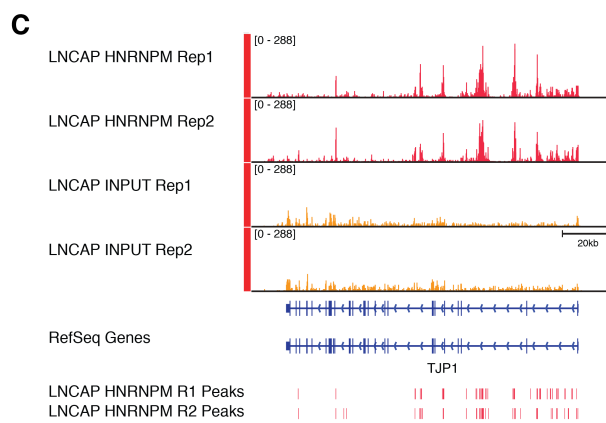 C
LNCAP HNRNPM Rep1
[0 - 288]
LNCAP HNRNPM Rep2
[0 - 288]
LNCAP INPUT Rep1
[0 - 288]
LNCAP INPUT Rep2
[0 - 288]
20kb
RefSeq Genes
TJP1
LNCAP HNRNPM R1 Peaks
LNCAP HNRNPM R2 Peaks